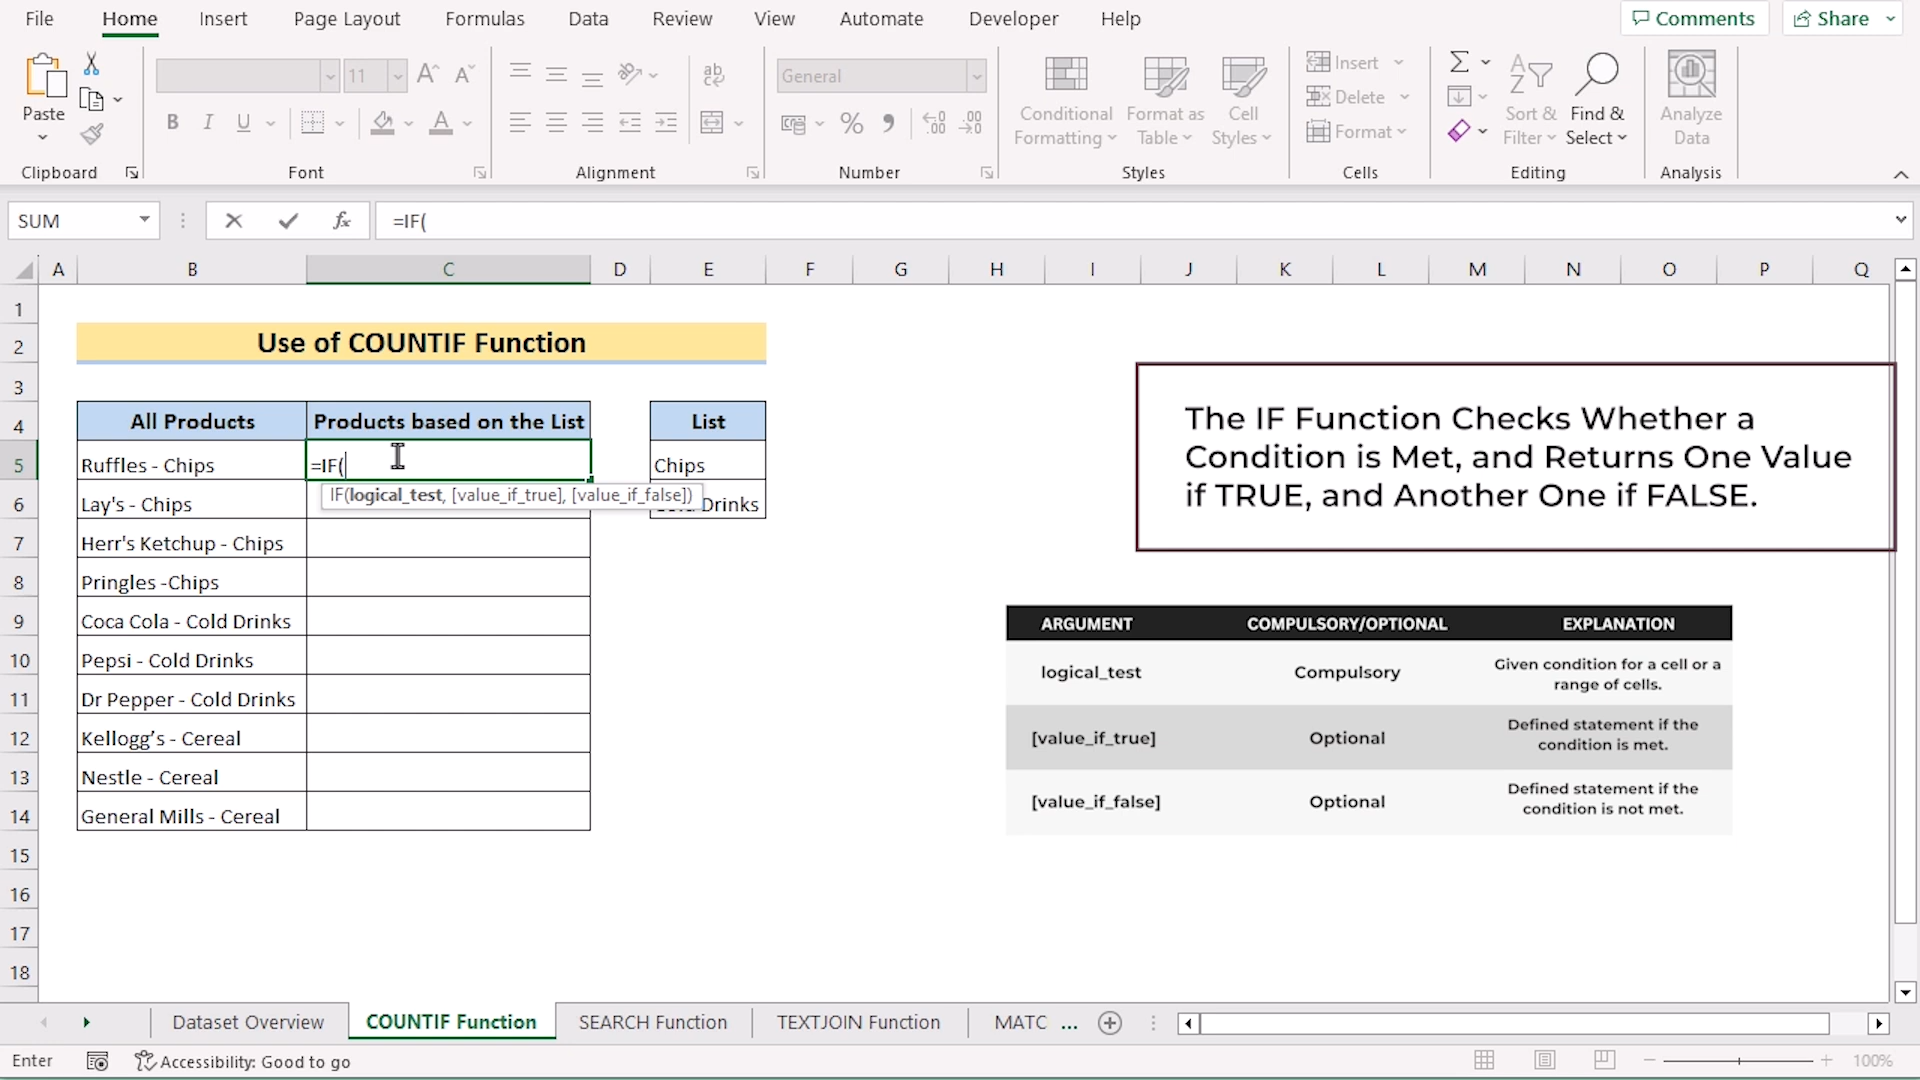 File Home Insert Page Layout Formulas Data Review View Automate Developer Help Comments Share
Paste
Clipboard
11
Font
Alignment
General
Number
Conditional Formatting
Format as Table
Cell Styles
Styles
Insert
Delete
Format
Cells
Sort & Filter
Find & Select
Editing
Analyze Data
Analysis
SUM =IF(
A B C D E F G H I J K L M N O P Q
1
2 Use of COUNTIF Function
3
4 All Products Products based on the List List
5 Ruffles - Chips =IF( Chips
IF(logical_test, [value_if_true], [value_if_false])
6 Lay's - Chips Drinks
7 Herr's Ketchup - Chips
8 Pringles -Chips
9 Coca Cola - Cold Drinks
10 Pepsi - Cold Drinks
11 Dr Pepper - Cold Drinks
12 Kellogg’s - Cereal
13 Nestle - Cereal
14 General Mills - Cereal
15
16
17
18
The IF Function Checks Whether a
Condition is Met, and Returns One Value
if TRUE, and Another One if FALSE.
ARGUMENT COMPULSORY/OPTIONAL EXPLANATION
logical_test Compulsory Given condition for a cell or a
range of cells.
[value_if_true] Optional Defined statement if the
condition is met.
[value_if_false] Optional Defined statement if the
condition is not met.
Dataset Overview COUNTIF Function SEARCH Function TEXTJOIN Function MATC ...
Enter Accessibility: Good to go 100%